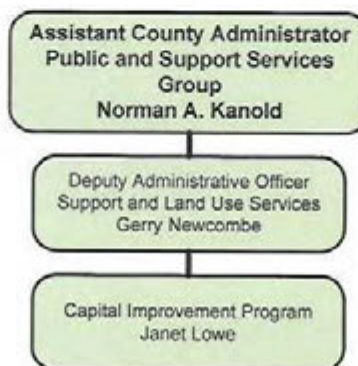 Assistant County Administrator
Public and Support Services
Group
Norman A. Kanold
Deputy Administrative Officer
Support and Land Use Services
Gerry Newcombe
Capital Improvement Program
Janet Lowe